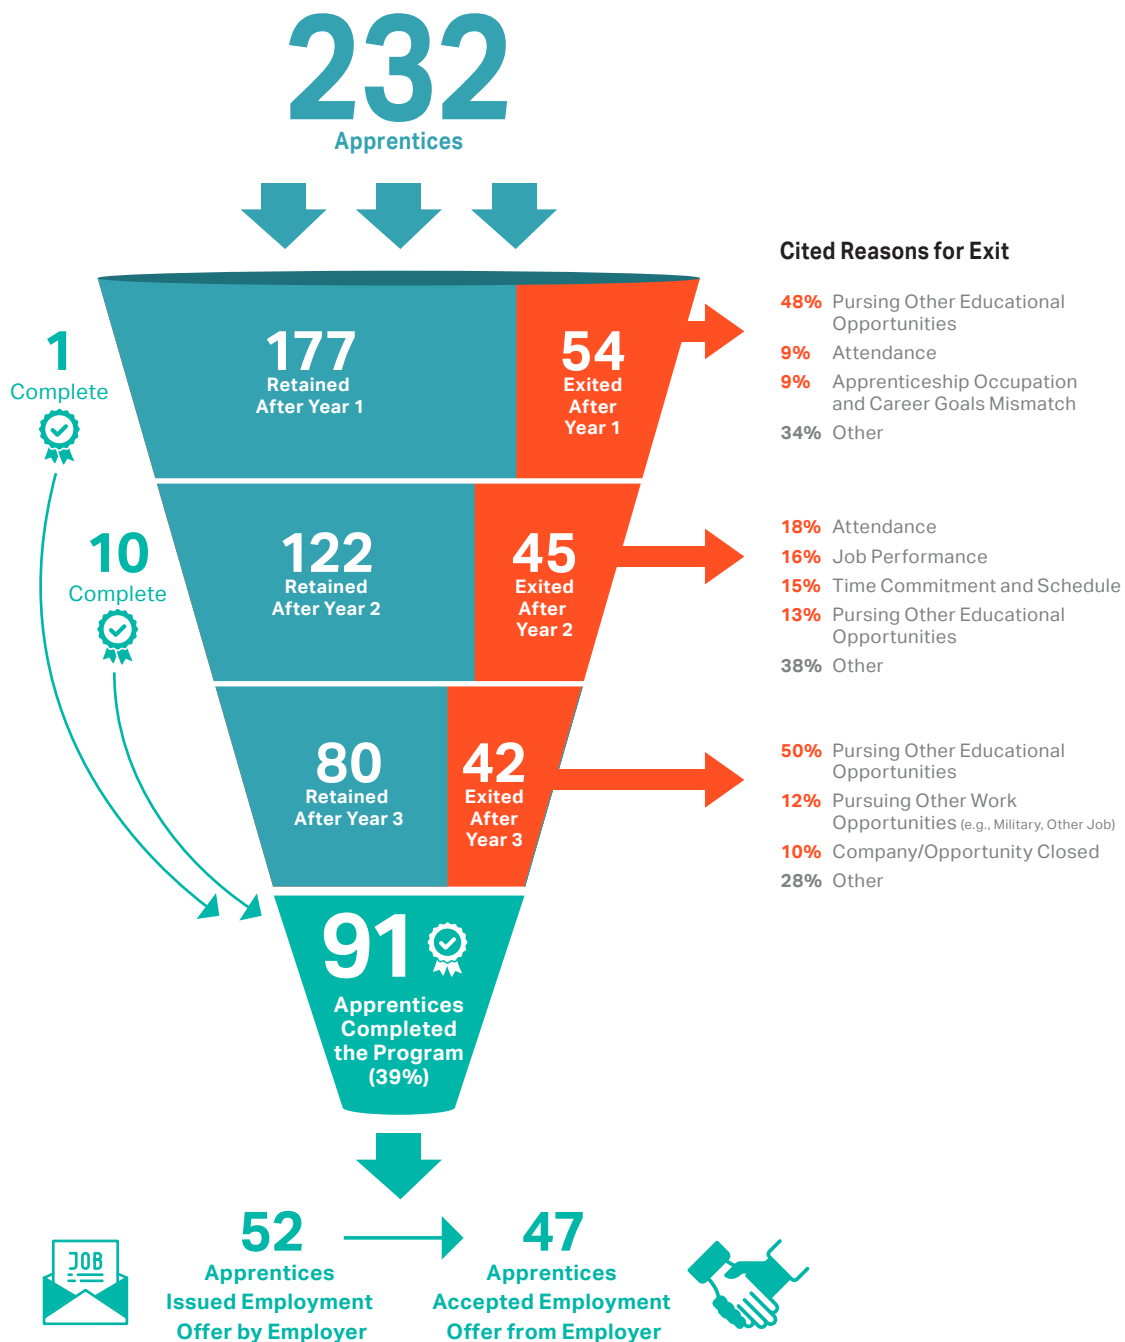 232
Apprentices
Cited Reasons for Exit
1
Complete
177
Retained
After Year 1
54
Exited
After
Year 1
48% Pursing Other Educational
Opportunities
9% Attendance
9% Apprenticeship Occupation
and Career Goals Mismatch
34% Other
10
Complete
122
Retained
After Year 2
45
Exited
After
Year 2
18% Attendance
16% Job Performance
15% Time Commitment and Schedule
13% Pursing Other Educational
Opportunities
38% Other
80
Retained
After Year 3
42
Exited
After
Year 3
50% Pursing Other Educational
Opportunities
12% Pursuing Other Work
Opportunities (e.g., Military, Other Job)
10% Company/Opportunity Closed
28% Other
91
Apprentices
Completed
the Program
(39%)
JOB
52
Apprentices
Issued Employment
Offer by Employer
47
Apprentices
Accepted Employment
Offer from Employer